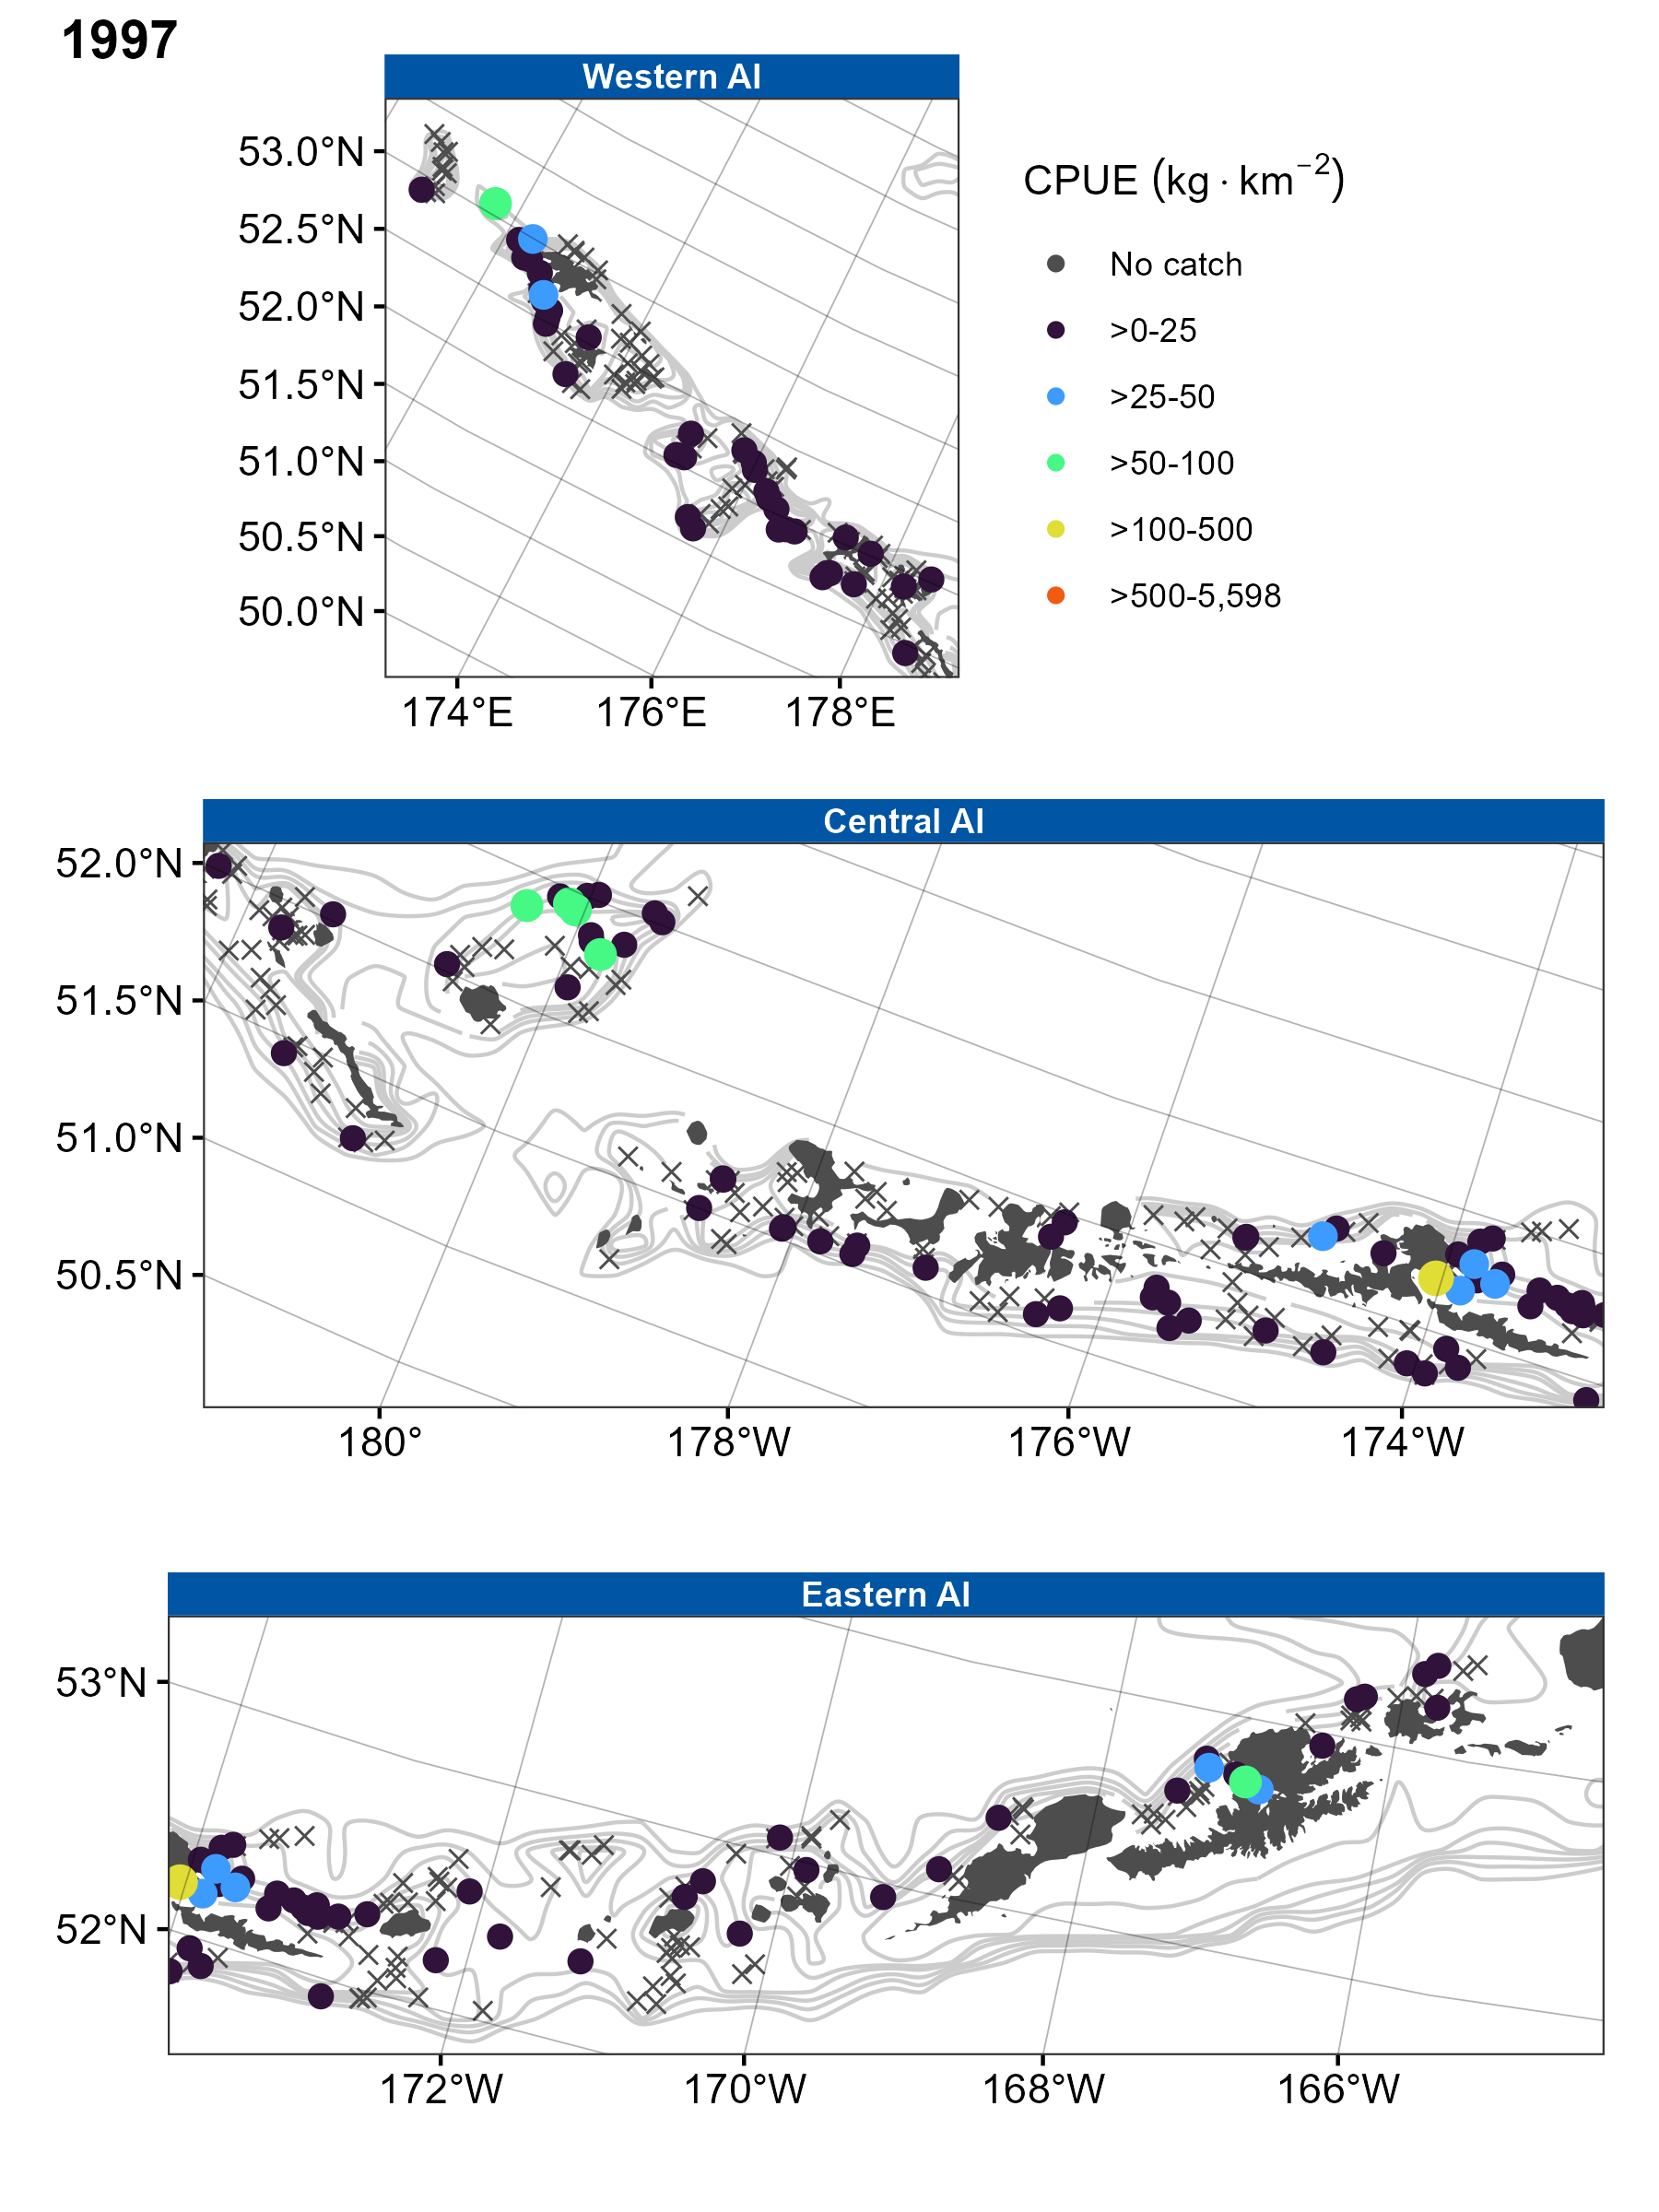 1997
Western AI
53.0°N
52.5°N
52.0°N
51.5°N
51.0°N
50.5°N
50.0°N
174°E 176°E 178°E
CPUE (kg · km⁻²)
No catch
>0-25
>25-50
>50-100
>100-500
>500-5,598
Central AI
52.0°N
51.5°N
51.0°N
50.5°N
180° 178°W 176°W 174°W
Eastern AI
53°N
52°N
172°W 170°W 168°W 166°W